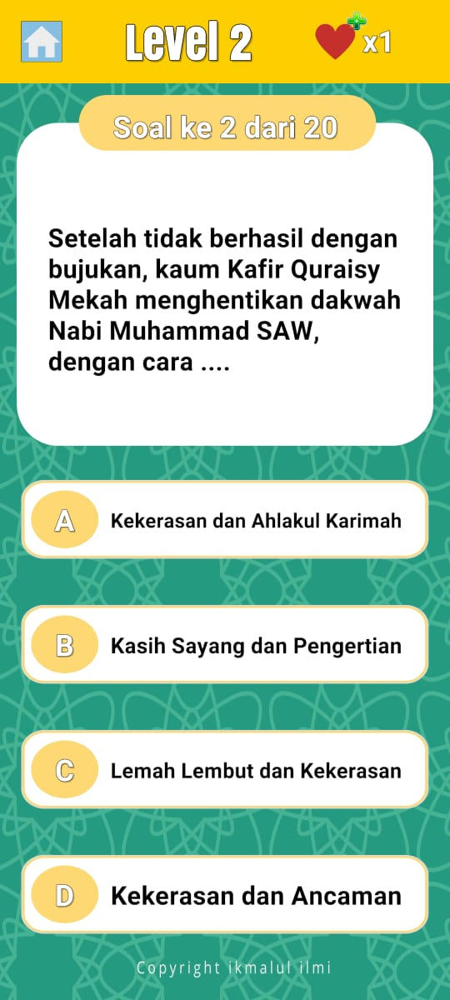 Level 2
x1
Soal ke 2 dari 20
Setelah tidak berhasil dengan
bujukan, kaum Kafir Quraisy
Mekah menghentikan dakwah
Nabi Muhammad SAW,
dengan cara ....
A Kekerasan dan Ahlakul Karimah
B Kasih Sayang dan Pengertian
C Lemah Lembut dan Kekerasan
D Kekerasan dan Ancaman
Copyright ikmalul ilmi